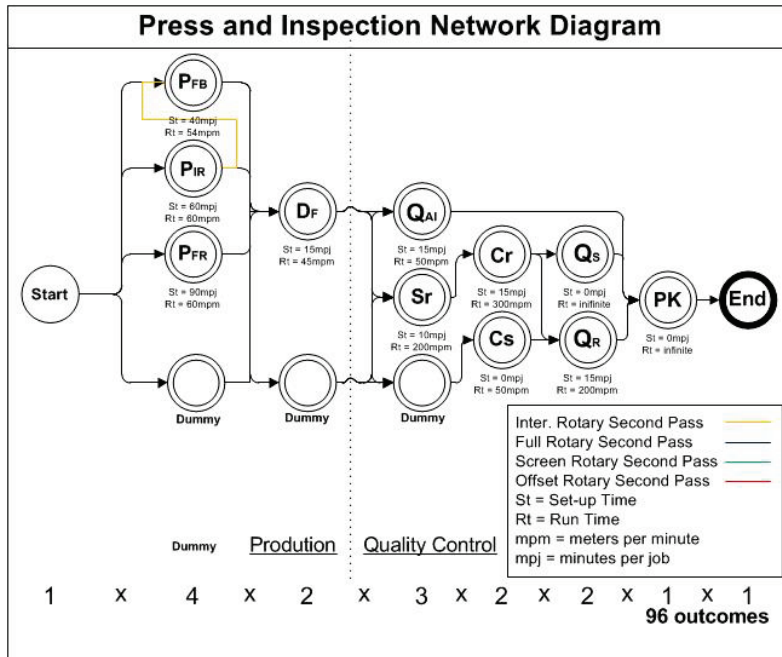 Press and Inspection Network Diagram
PFB
St = 40mpj
Rt = 54mpm
PIR
St = 60mpj
Rt = 60mpm
PFR
St = 90mpj
Rt = 60mpm
Start
Dummy
DF
St = 15mpj
Rt = 45mpm
Dummy
QAI
St = 15mpj
Rt = 50mpm
Sr
St = 10mpj
Rt = 200mpm
Dummy
Cr
St = 15mpj
Rt = 300mpm
Cs
St = 0mpj
Rt = 50mpm
QS
St = 0mpj
Rt = infinite
QR
St = 15mpj
Rt = 200mpm
PK
St = 0mpj
Rt = infinite
End
Inter. Rotary Second Pass
Full Rotary Second Pass
Screen Rotary Second Pass
Offset Rotary Second Pass
St = Set-up Time
Rt = Run Time
mpm = meters per minute
mpj = minutes per job
Dummy Prodution Quality Control
1 x 4 x 2 x 3 x 2 x 2 x 1 x 1
96 outcomes